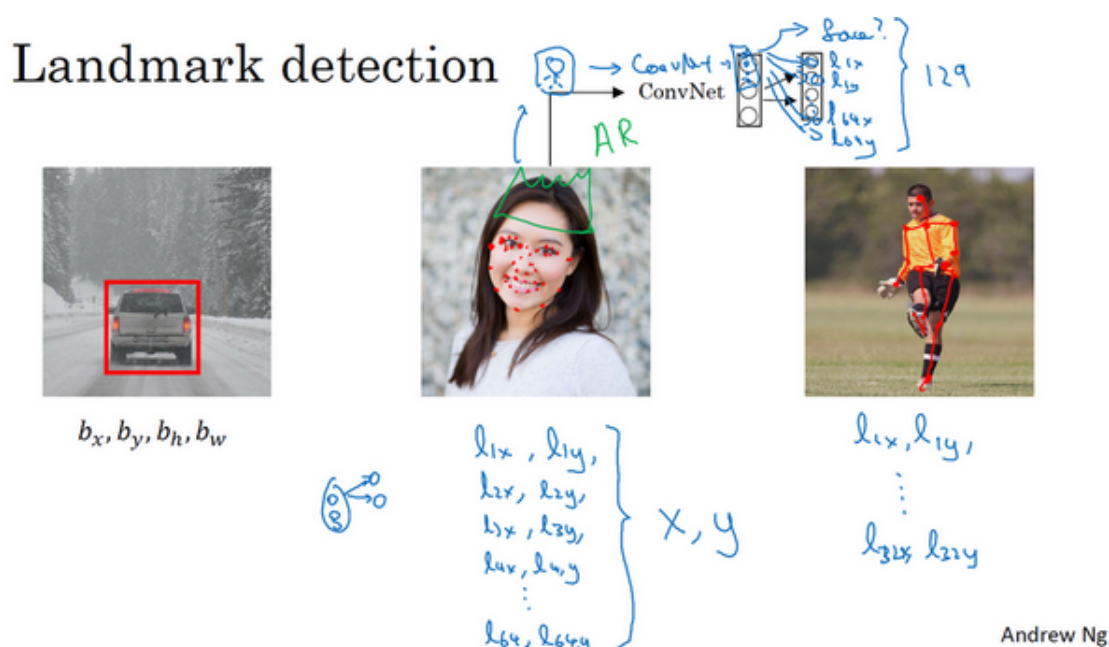 Landmark detection
ConvNet
ConvNet
face?
l1x
l1y
l64x
l64y
129
AR
bx, by, bh, bw
l1x, l1y,
l2x, l2y,
l3x, l3y,
l4x, l4y
⋮
l64, l64y
x, y
l1x, l1y,
⋮
l32x, l32y
Andrew Ng